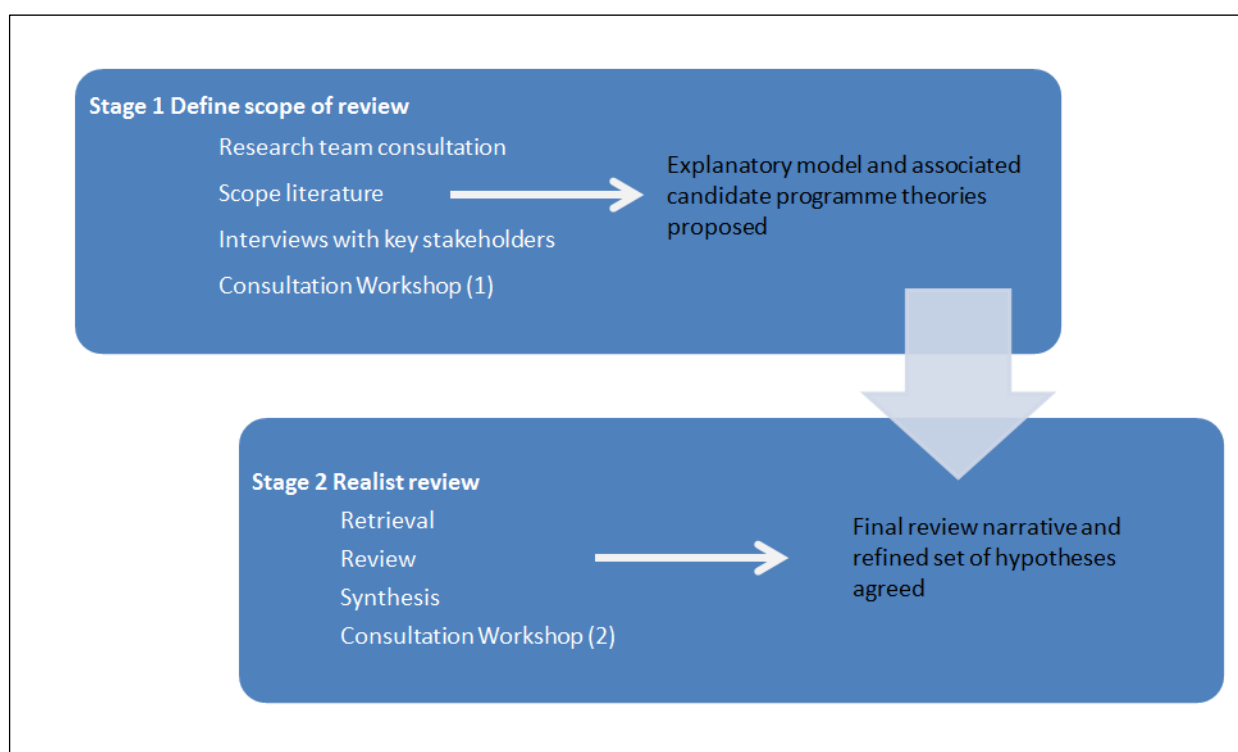 Stage 1 Define scope of review
Research team consultation
Scope literature
Interviews with key stakeholders
Consultation Workshop (1)
Explanatory model and associated
candidate programme theories
proposed
Stage 2 Realist review
Retrieval
Review
Synthesis
Consultation Workshop (2)
Final review narrative and
refined set of hypotheses
agreed